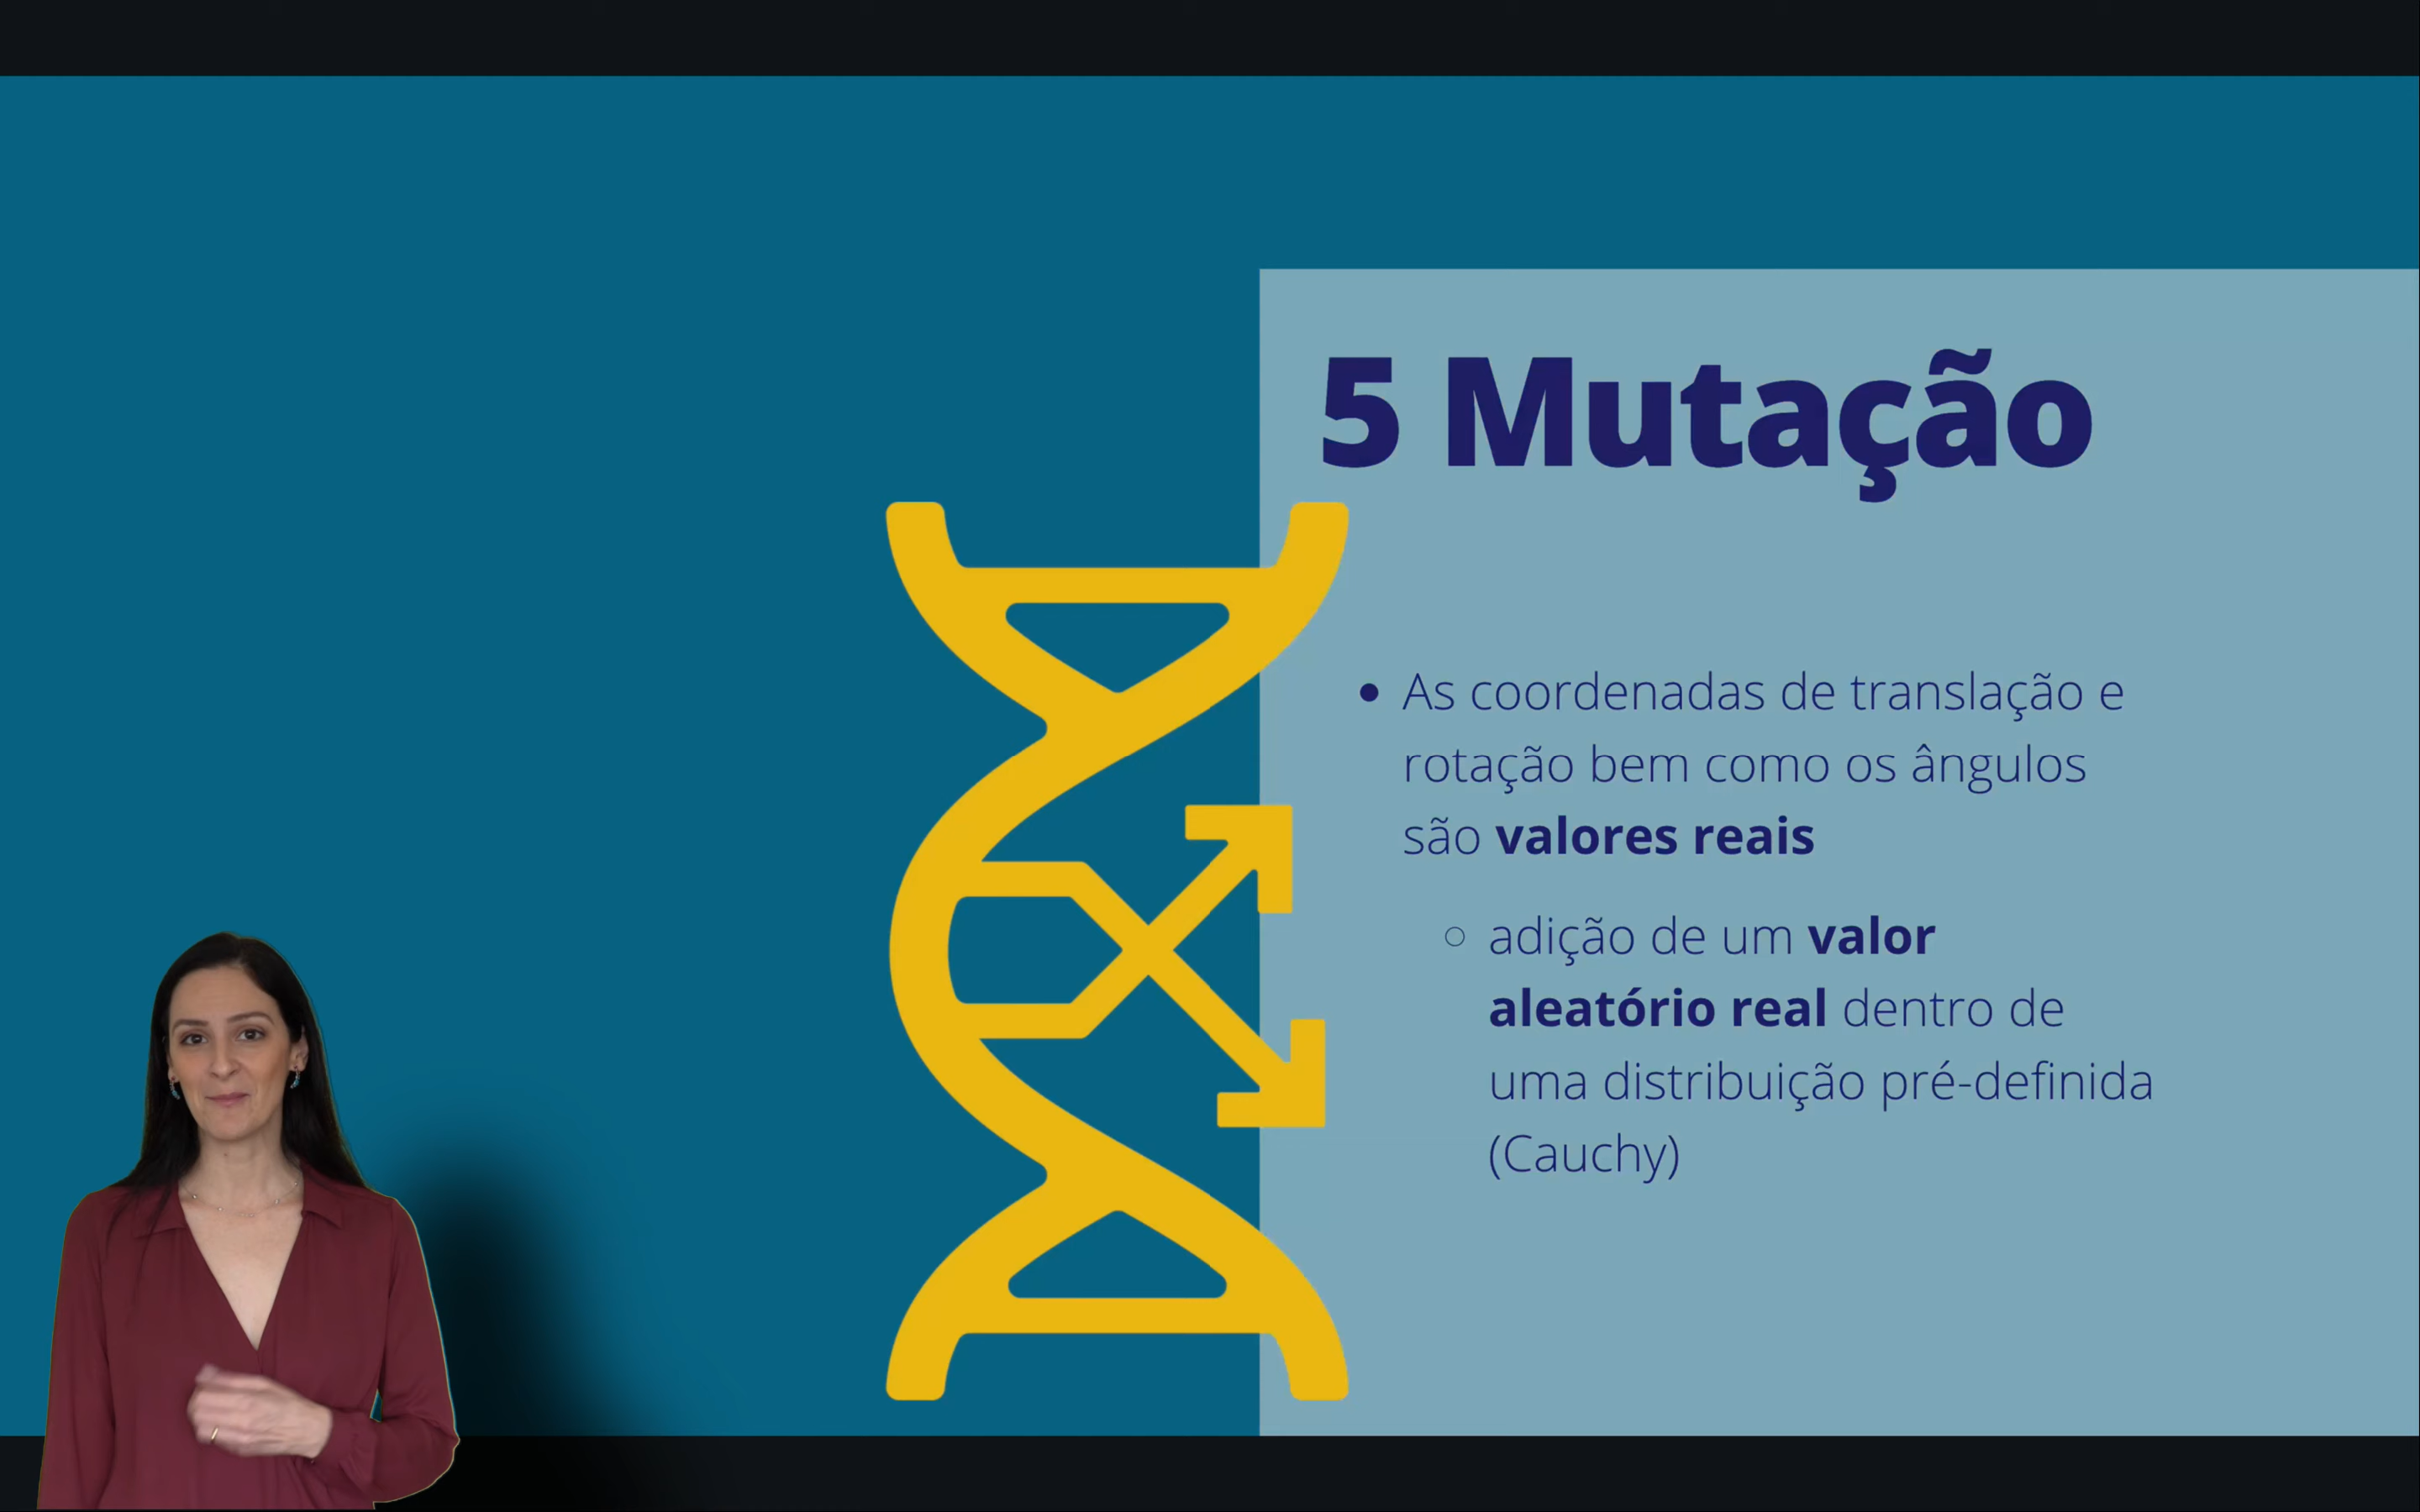 5 Mutação
• As coordenadas de translação e
rotação bem como os ângulos
são valores reais
○ adição de um valor
aleatório real dentro de
uma distribuição pré-definida
(Cauchy)